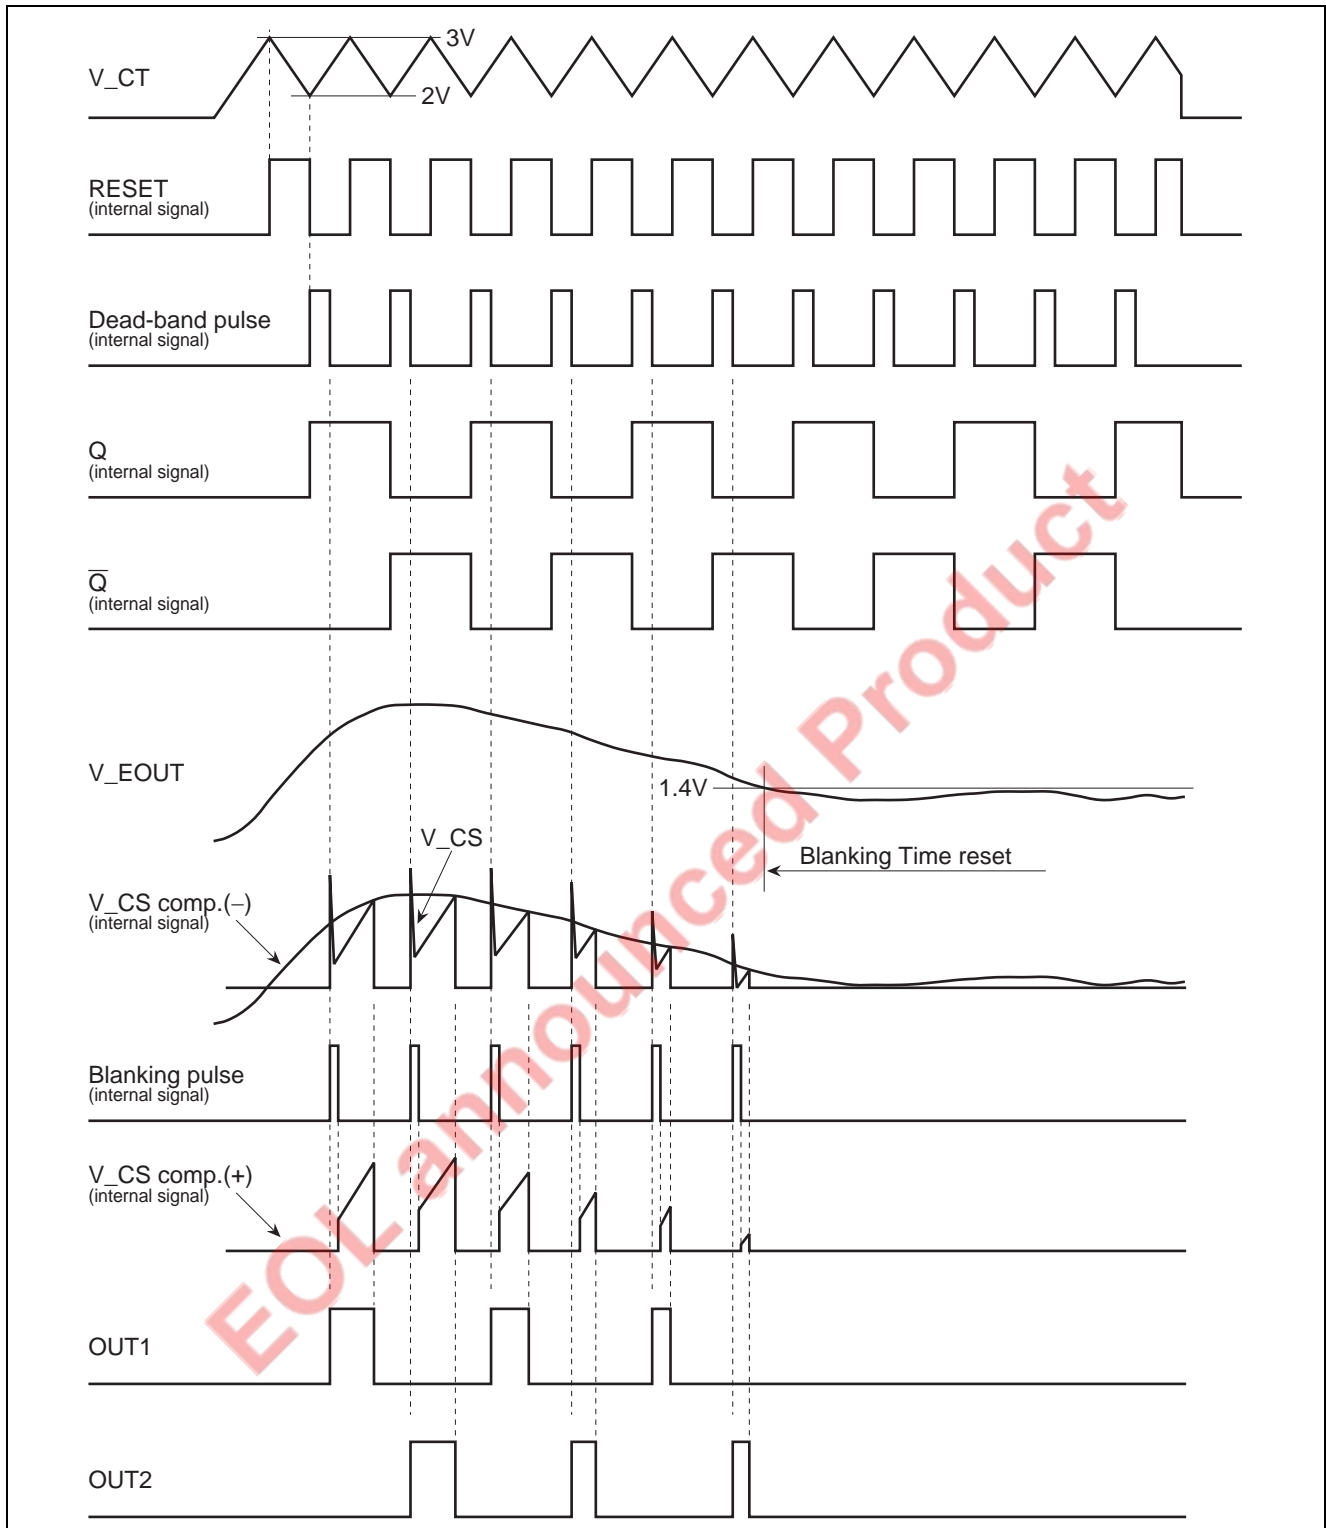 3V
V_CT
2V
RESET
(internal signal)
Dead-band pulse
(internal signal)
Q
(internal signal)
Q̅
(internal signal)
V_EOUT
1.4V
V_CS
Blanking Time reset
V_CS comp.(−)
(internal signal)
Blanking pulse
(internal signal)
V_CS comp.(+)
(internal signal)
OUT1
OUT2
EOL announced Product